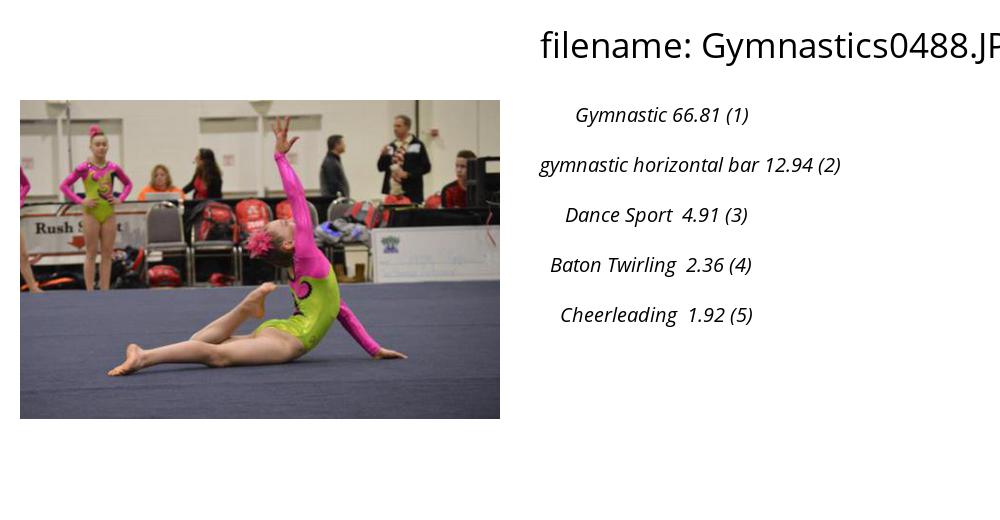 filename: Gymnastics0488.JP
Gymnastic 66.81 (1)
gymnastic horizontal bar 12.94 (2)
Dance Sport 4.91 (3)
Baton Twirling 2.36 (4)
Cheerleading 1.92 (5)
Rush